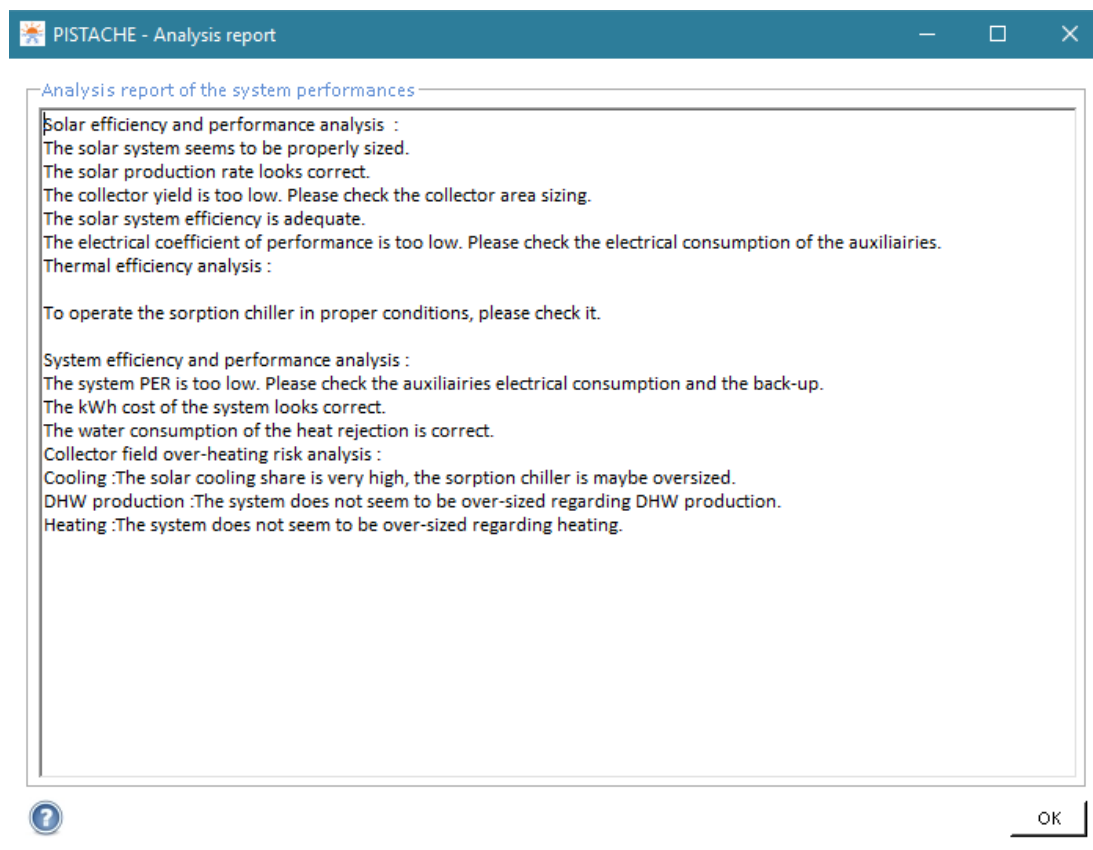 PISTACHE - Analysis report
Analysis report of the system performances
Solar efficiency and performance analysis :
The solar system seems to be properly sized.
The solar production rate looks correct.
The collector yield is too low. Please check the collector area sizing.
The solar system efficiency is adequate.
The electrical coefficient of performance is too low. Please check the electrical consumption of the auxiliairies.
Thermal efficiency analysis :
To operate the sorption chiller in proper conditions, please check it.
System efficiency and performance analysis :
The system PER is too low. Please check the auxiliairies electrical consumption and the back-up.
The kWh cost of the system looks correct.
The water consumption of the heat rejection is correct.
Collector field over-heating risk analysis :
Cooling :The solar cooling share is very high, the sorption chiller is maybe oversized.
DHW production :The system does not seem to be over-sized regarding DHW production.
Heating :The system does not seem to be over-sized regarding heating.
?
OK